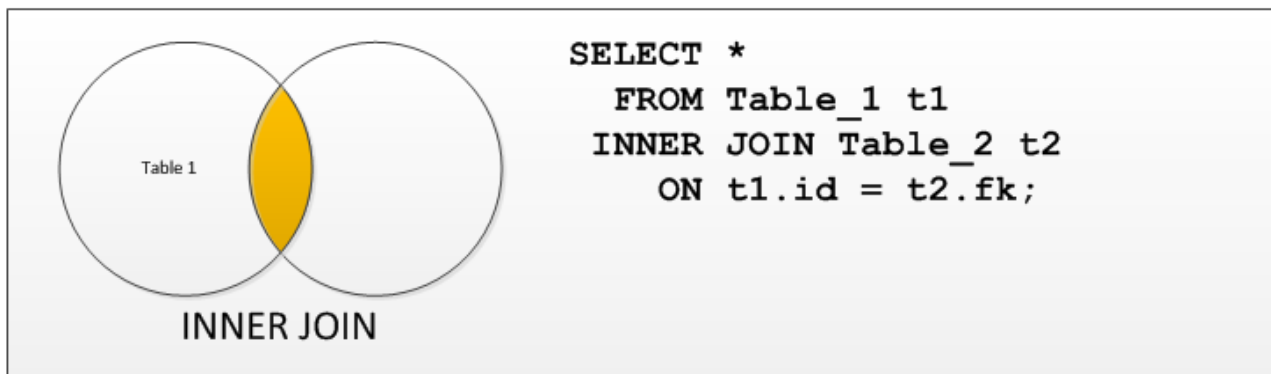 Table 1
INNER JOIN
SELECT *
FROM Table_1 t1
INNER JOIN Table_2 t2
ON t1.id = t2.fk;